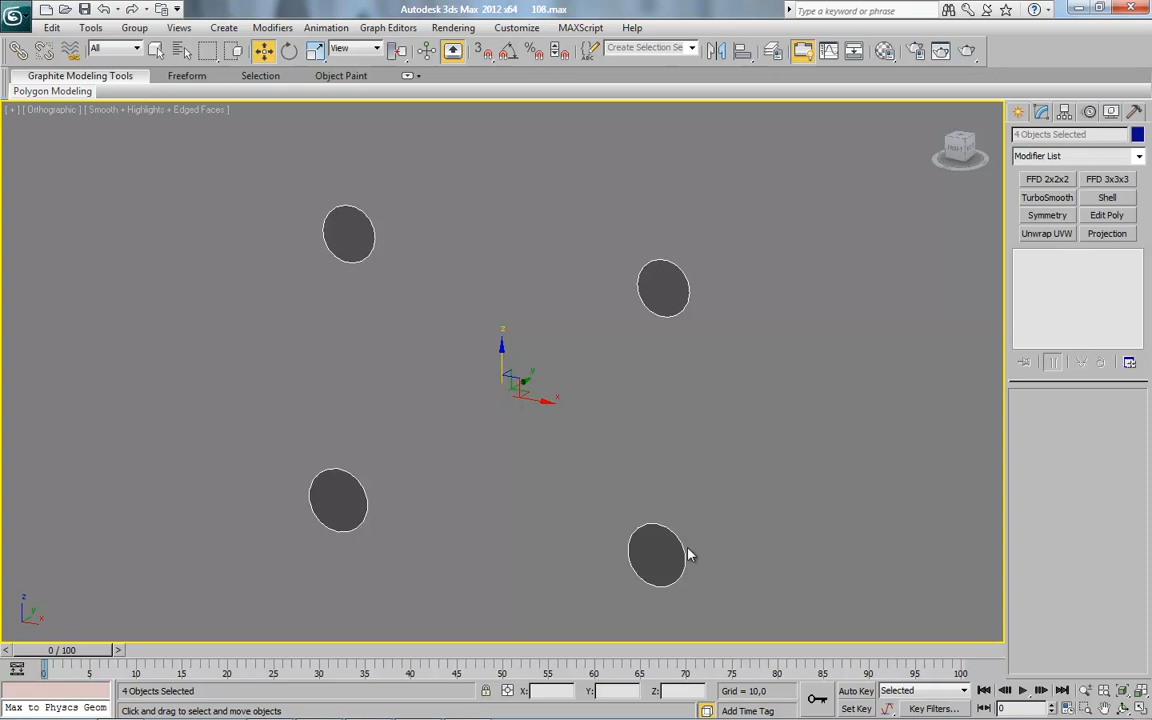 Autodesk 3ds Max 2012 x64 108.max
Type a keyword or phrase
Edit Tools Group Views Create Modifiers Animation Graph Editors Rendering Customize MAXScript Help
All View Create Selection Se
Graphite Modeling Tools Freeform Selection Object Paint
Polygon Modeling
[ + ] [ Orthographic ] [ Smooth + Highlights + Edged Faces ]
4 Objects Selected
Modifier List
FFD 2x2x2 FFD 3x3x3
TurboSmooth Shell
Symmetry Edit Poly
Unwrap UVW Projection
z
y
x
z
y
x
0 / 100
0 5 10 15 20 25 30 35 40 45 50 55 60 65 70 75 80 85 90 95 100
4 Objects Selected X: Y: Z: Grid = 10,0 Auto Key Selected
Max to Physcs Geom Click and drag to select and move objects Add Time Tag Set Key Key Filters... 0